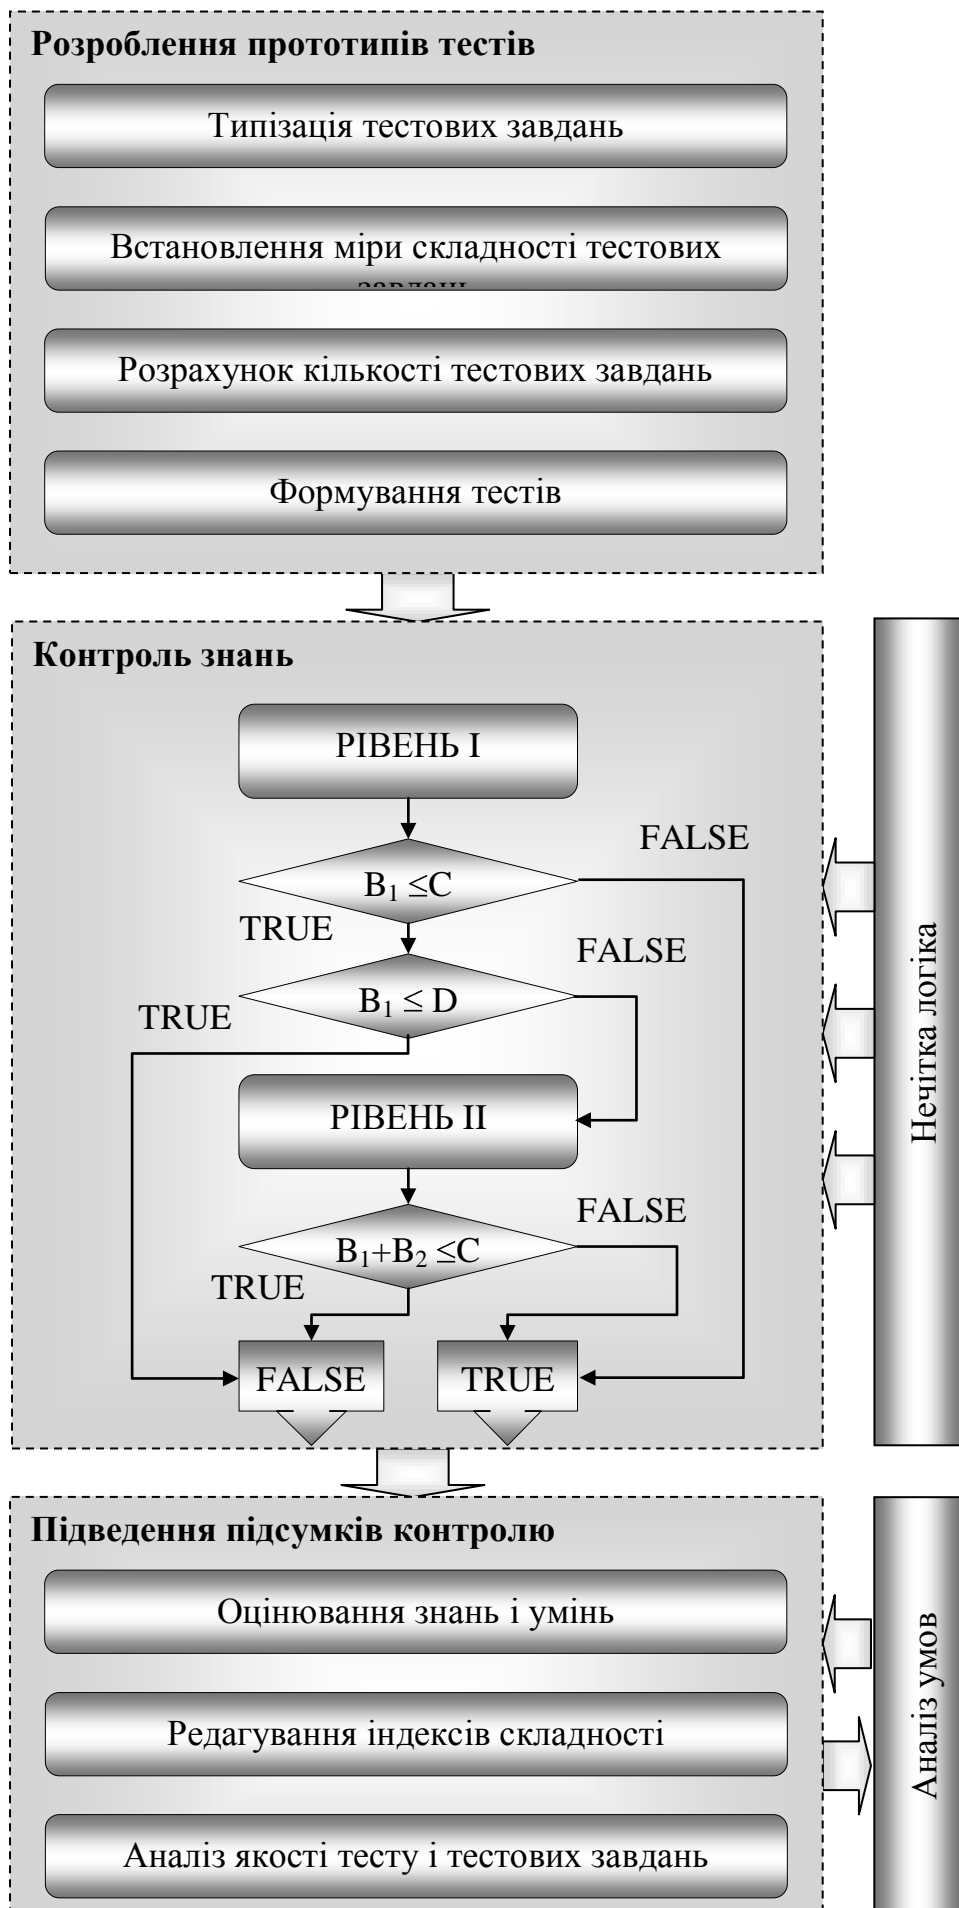 Розроблення прототипів тестів
Типізація тестових завдань
Встановлення міри складності тестових
завдань
Розрахунок кількості тестових завдань
Формування тестів
Контроль знань
РІВЕНЬ І
FALSE
B₁ ≤C
TRUE
FALSE
B₁ ≤ D
TRUE
РІВЕНЬ ІІ
FALSE
B₁+B₂ ≤C
TRUE
FALSE
TRUE
Нечітка логіка
Підведення підсумків контролю
Оцінювання знань і умінь
Редагування індексів складності
Аналіз якості тесту і тестових завдань
Аналіз умов